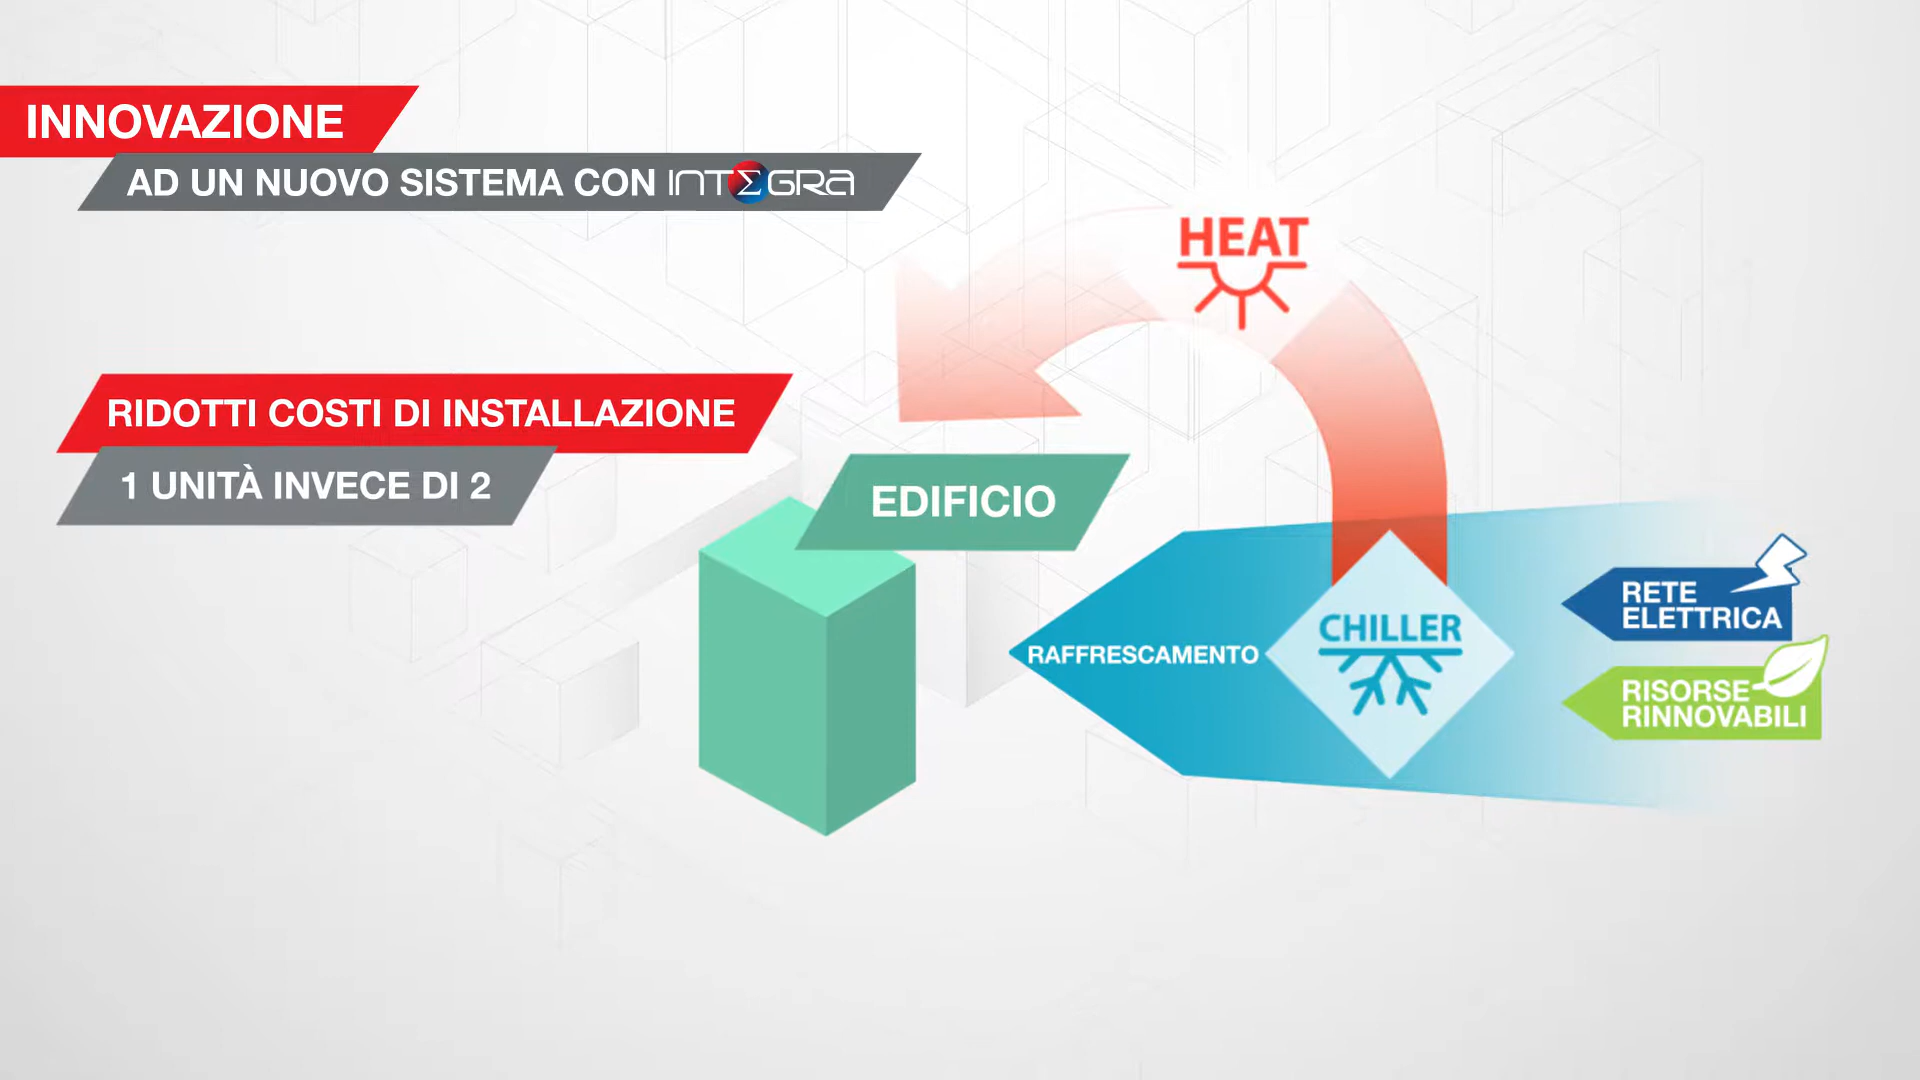 INNOVAZIONE
AD UN NUOVO SISTEMA CON INTΣGRA
HEAT
RIDOTTI COSTI DI INSTALLAZIONE
1 UNITÀ INVECE DI 2
EDIFICIO
RAFFRESCAMENTO
CHILLER
RETE
ELETTRICA
RISORSE
RINNOVABILI